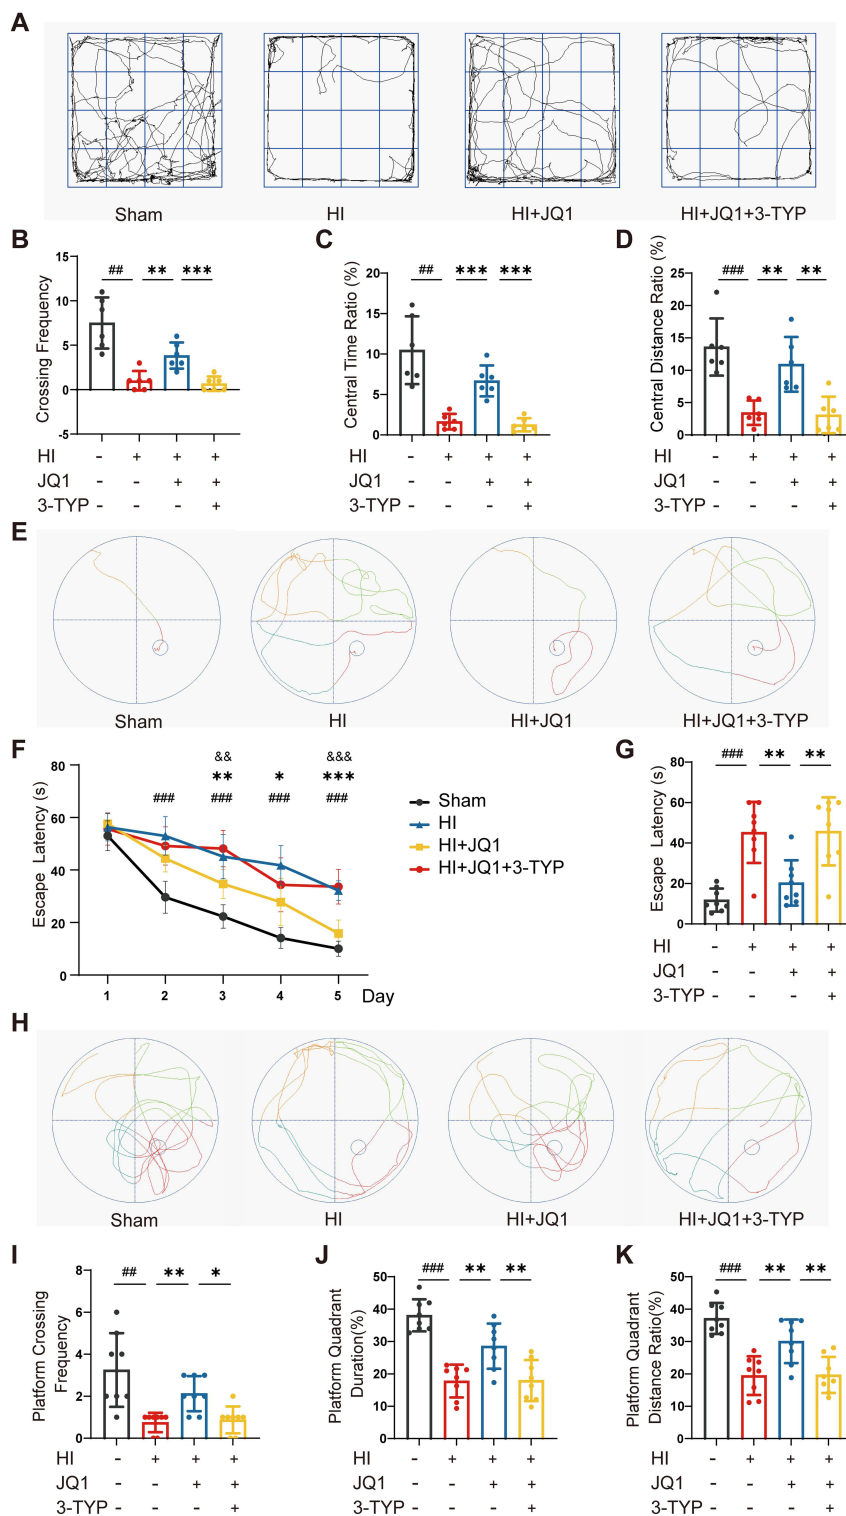 A
Sham HI HI+JQ1 HI+JQ1+3-TYP
B
Crossing Frequency
15
10
5
0
-5
## ** ***
HI - + + +
JQ1 - - + +
3-TYP - - - +
C
Central Time Ratio (%)
20
15
10
5
0
## *** ***
HI - + + +
JQ1 - - + +
3-TYP - - - +
D
Central Distance Ratio (%)
25
20
15
10
5
0
### ** **
HI - + + +
JQ1 - - + +
3-TYP - - - +
E
Sham HI HI+JQ1 HI+JQ1+3-TYP
F
Escape Latency (s)
80
60
40
20
0
&& &&&
** * ***
### ### ### ###
1 2 3 4 5 Day
Sham
HI
HI+JQ1
HI+JQ1+3-TYP
G
Escape Latency (s)
80
60
40
20
0
### ** **
HI - + + +
JQ1 - - + +
3-TYP - - - +
H
Sham HI HI+JQ1 HI+JQ1+3-TYP
I
Platform Crossing
Frequency
8
6
4
2
0
## ** *
HI - + + +
JQ1 - - + +
3-TYP - - - +
J
Platform Quadrant
Duration(%)
50
40
30
20
10
0
### ** **
HI - + + +
JQ1 - - + +
3-TYP - - - +
K
Platform Quadrant
Distance Ratio(%)
50
40
30
20
10
0
### ** **
HI - + + +
JQ1 - - + +
3-TYP - - - +